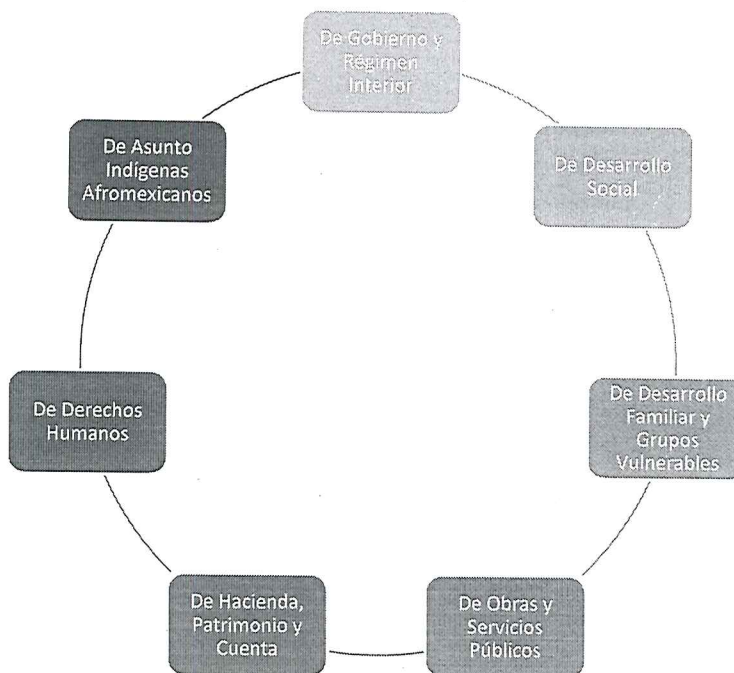 De Gobierno y
Régimen
Interior
De Desarrollo
Social
De Desarrollo
Familiar y
Grupos
Vulnerables
De Obras y
Servicios
Públicos
De Hacienda,
Patrimonio y
Cuenta
De Derechos
Humanos
De Asunto
Indígenas
Afromexicanos